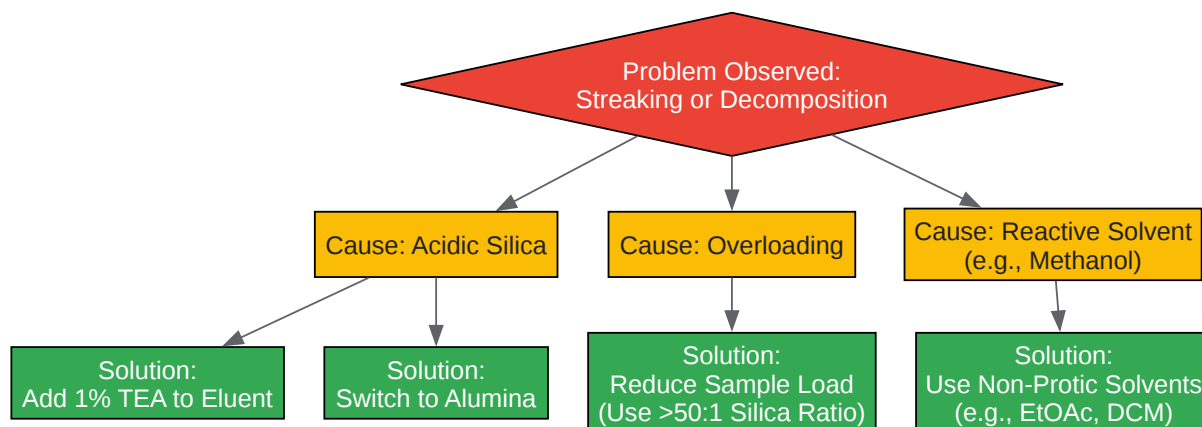 Problem Observed:
Streaking or Decomposition
Cause: Acidic Silica
Cause: Overloading
Cause: Reactive Solvent
(e.g., Methanol)
Solution:
Add 1% TEA to Eluent
Solution:
Switch to Alumina
Solution:
Reduce Sample Load
(Use >50:1 Silica Ratio)
Solution:
Use Non-Protic Solvents
(e.g., EtOAc, DCM)